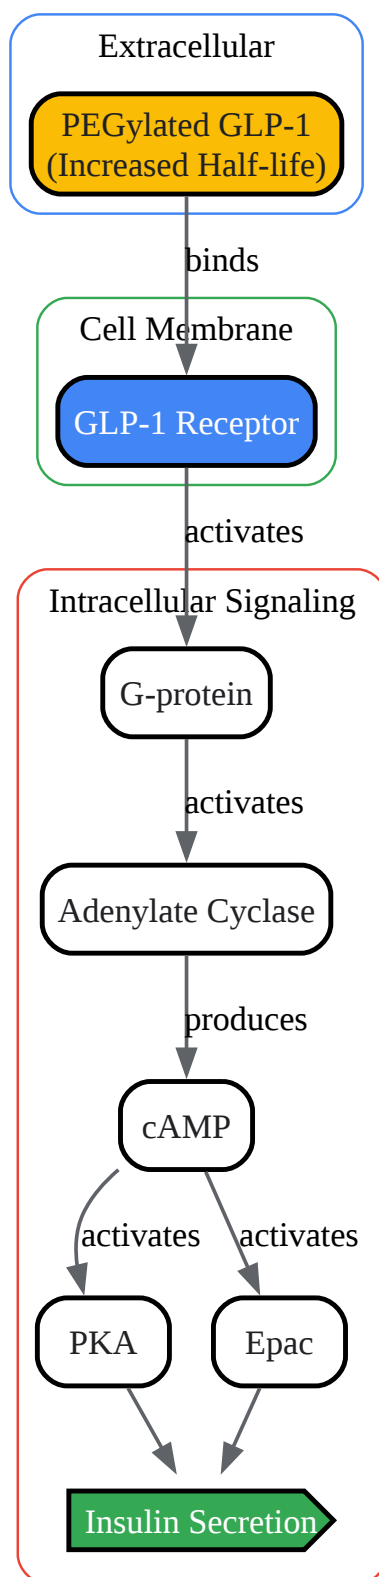 Extracellular
PEGylated GLP-1
(Increased Half-life)
binds
Cell Membrane
GLP-1 Receptor
activates
Intracellular Signaling
G-protein
activates
Adenylate Cyclase
produces
cAMP
activates
activates
PKA
Epac
Insulin Secretion